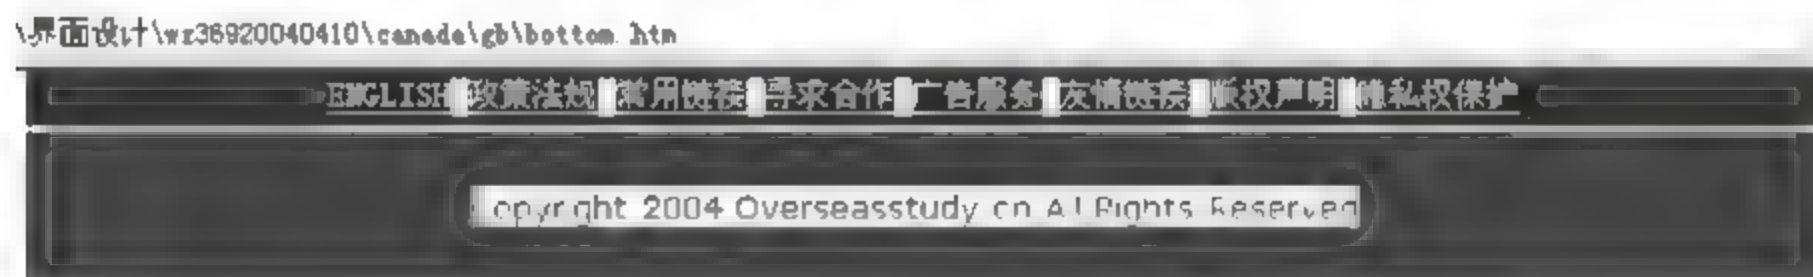 \界面设计\wz36920040410\canada\gb\bottom.htm
ENGLISH 政策法规 常用链接 寻求合作 广告服务 友情链接 版权声明 隐私权保护
Copyright 2004 Overseasstudy.cn All Rights Reserved